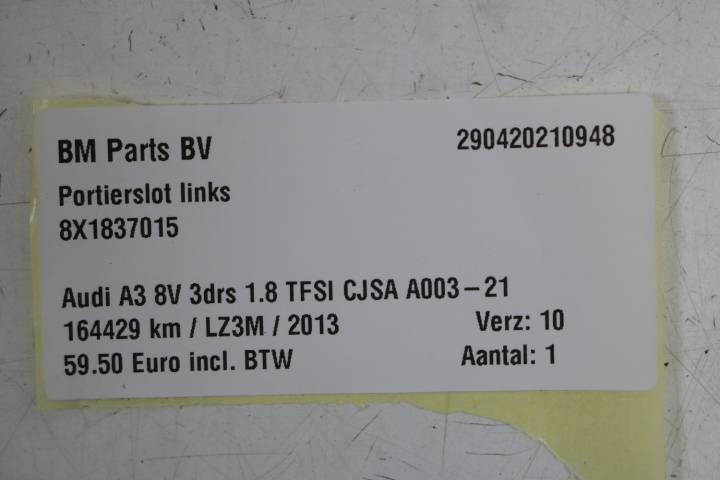 BM Parts BV 290420210948
Portierslot links
8X1837015
Audi A3 8V 3drs 1.8 TFSI CJSA A003-21
164429 km / LZ3M / 2013 Verz: 10
59.50 Euro incl. BTW Aantal: 1